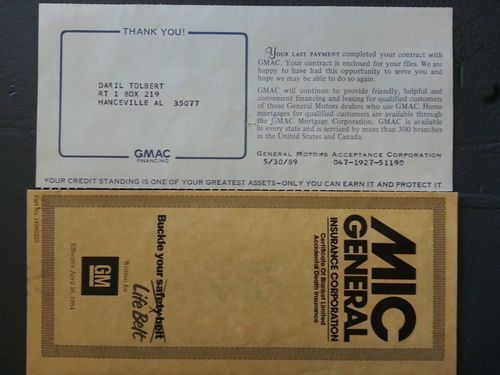 THANK YOU!
DARIL TOLBERT
RT 1 BOX 219
HANCEVILLE AL 35077
GMAC
FINANCING
YOUR LAST PAYMENT completed your contract with
GMAC. Your contract is enclosed for your files. We are
happy to have had this opportunity to serve you and
hope we may be able to do so again.
GMAC will continue to provide friendly, helpful and
convenient financing and leasing for qualified customers
of those General Motors dealers who use GMAC. Home
mortgages for qualified customers are available through
the GMAC Mortgage Corporation. GMAC is available
in every state and is serviced by more than 300 branches
in the United States and Canada.
GENERAL MOTORS ACCEPTANCE CORPORATION
5/30/89 047-1927-51190
YOUR CREDIT STANDING IS ONE OF YOUR GREATEST ASSETS-ONLY YOU CAN EARN IT AND PROTECT IT.
MIC
GENERAL
INSURANCE CORPORATION
Certificate Of Blanket Limited
Accidental Death Insurance
Buckle your safety belt
Life Belt
Written for
GM
Effective April 16, 1984